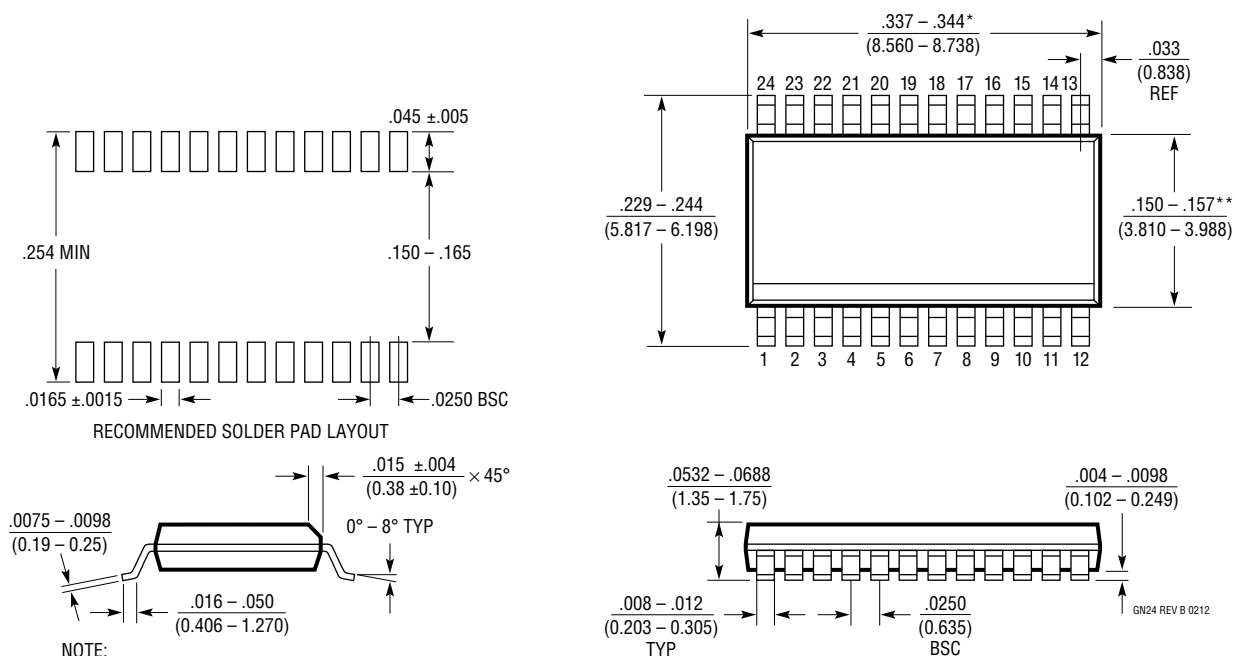 .337 – .344*
(8.560 – 8.738)
.033
(0.838)
REF
24 23 22 21 20 19 18 17 16 15 14 13
.045 ±.005
.254 MIN
.150 – .165
.229 – .244
(5.817 – 6.198)
.150 – .157**
(3.810 – 3.988)
1 2 3 4 5 6 7 8 9 10 11 12
.0165 ±.0015
.0250 BSC
RECOMMENDED SOLDER PAD LAYOUT
.015 ±.004
(0.38 ±0.10)
× 45°
.0075 – .0098
(0.19 – 0.25)
0° – 8° TYP
.016 – .050
(0.406 – 1.270)
NOTE:
.0532 – .0688
(1.35 – 1.75)
.004 – .0098
(0.102 – 0.249)
.008 – .012
(0.203 – 0.305)
TYP
.0250
(0.635)
BSC
GN24 REV B 0212